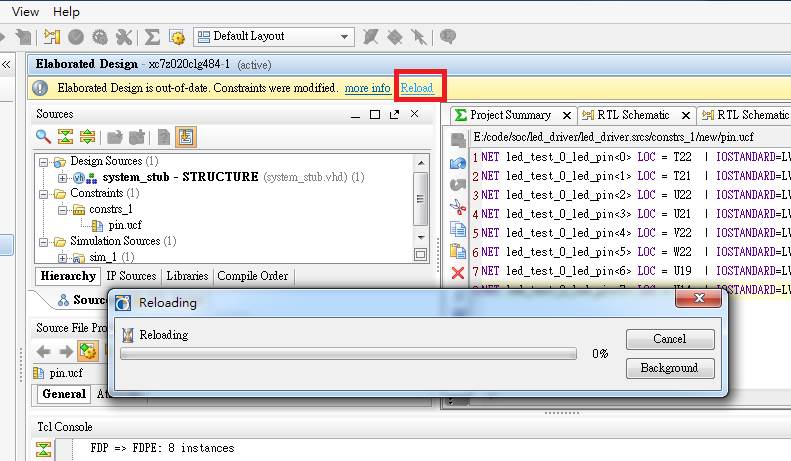 View Help
Default Layout
Elaborated Design - xc7z020clg484-1 (active)
Elaborated Design is out-of-date. Constraints were modified. more info Reload
Sources
Design Sources (1)
system_stub - STRUCTURE (system_stub.vhd) (1)
Constraints (1)
constrs_1
pin.ucf
Simulation Sources (1)
sim_1 (1)
Hierarchy IP Sources Libraries Compile Order
Project Summary RTL Schematic RTL Schematic
E:/code/soc/led_driver/led_driver.srcs/constrs_1/new/pin.ucf
1 NET led_test_0_led_pin<0> LOC = T22 | IOSTANDARD=LV
2 NET led_test_0_led_pin<1> LOC = T21 | IOSTANDARD=LV
3 NET led_test_0_led_pin<2> LOC = U22 | IOSTANDARD=LV
4 NET led_test_0_led_pin<3> LOC = U21 | IOSTANDARD=LV
5 NET led_test_0_led_pin<4> LOC = V22 | IOSTANDARD=LV
6 NET led_test_0_led_pin<5> LOC = W22 | IOSTANDARD=LV
7 NET led_test_0_led_pin<6> LOC = U19 | IOSTANDARD=LV
Reloading
Reloading
0%
Cancel
Background
Source File
pin.ucf
General
Tcl Console
FDP => FDPE: 8 instances